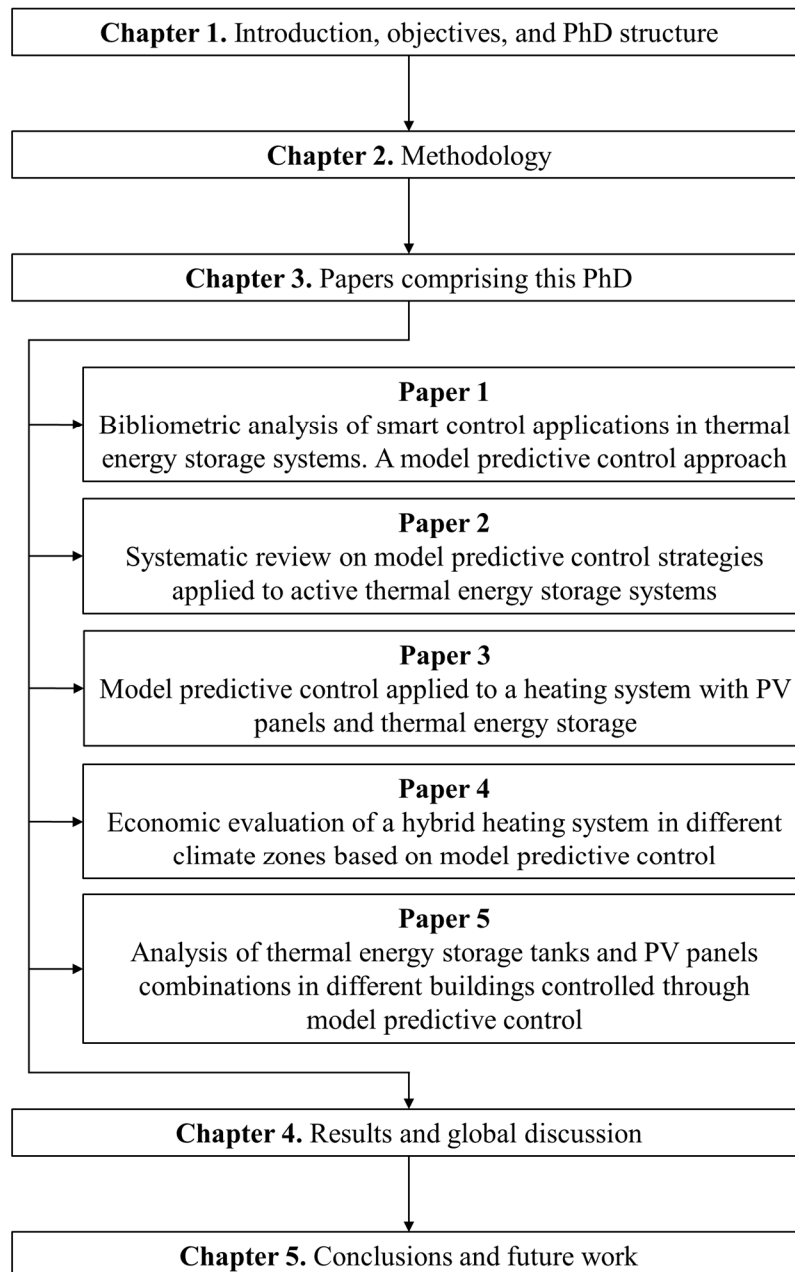 Chapter 1. Introduction, objectives, and PhD structure
Chapter 2. Methodology
Chapter 3. Papers comprising this PhD
Paper 1
Bibliometric analysis of smart control applications in thermal
energy storage systems. A model predictive control approach
Paper 2
Systematic review on model predictive control strategies
applied to active thermal energy storage systems
Paper 3
Model predictive control applied to a heating system with PV
panels and thermal energy storage
Paper 4
Economic evaluation of a hybrid heating system in different
climate zones based on model predictive control
Paper 5
Analysis of thermal energy storage tanks and PV panels
combinations in different buildings controlled through
model predictive control
Chapter 4. Results and global discussion
Chapter 5. Conclusions and future work